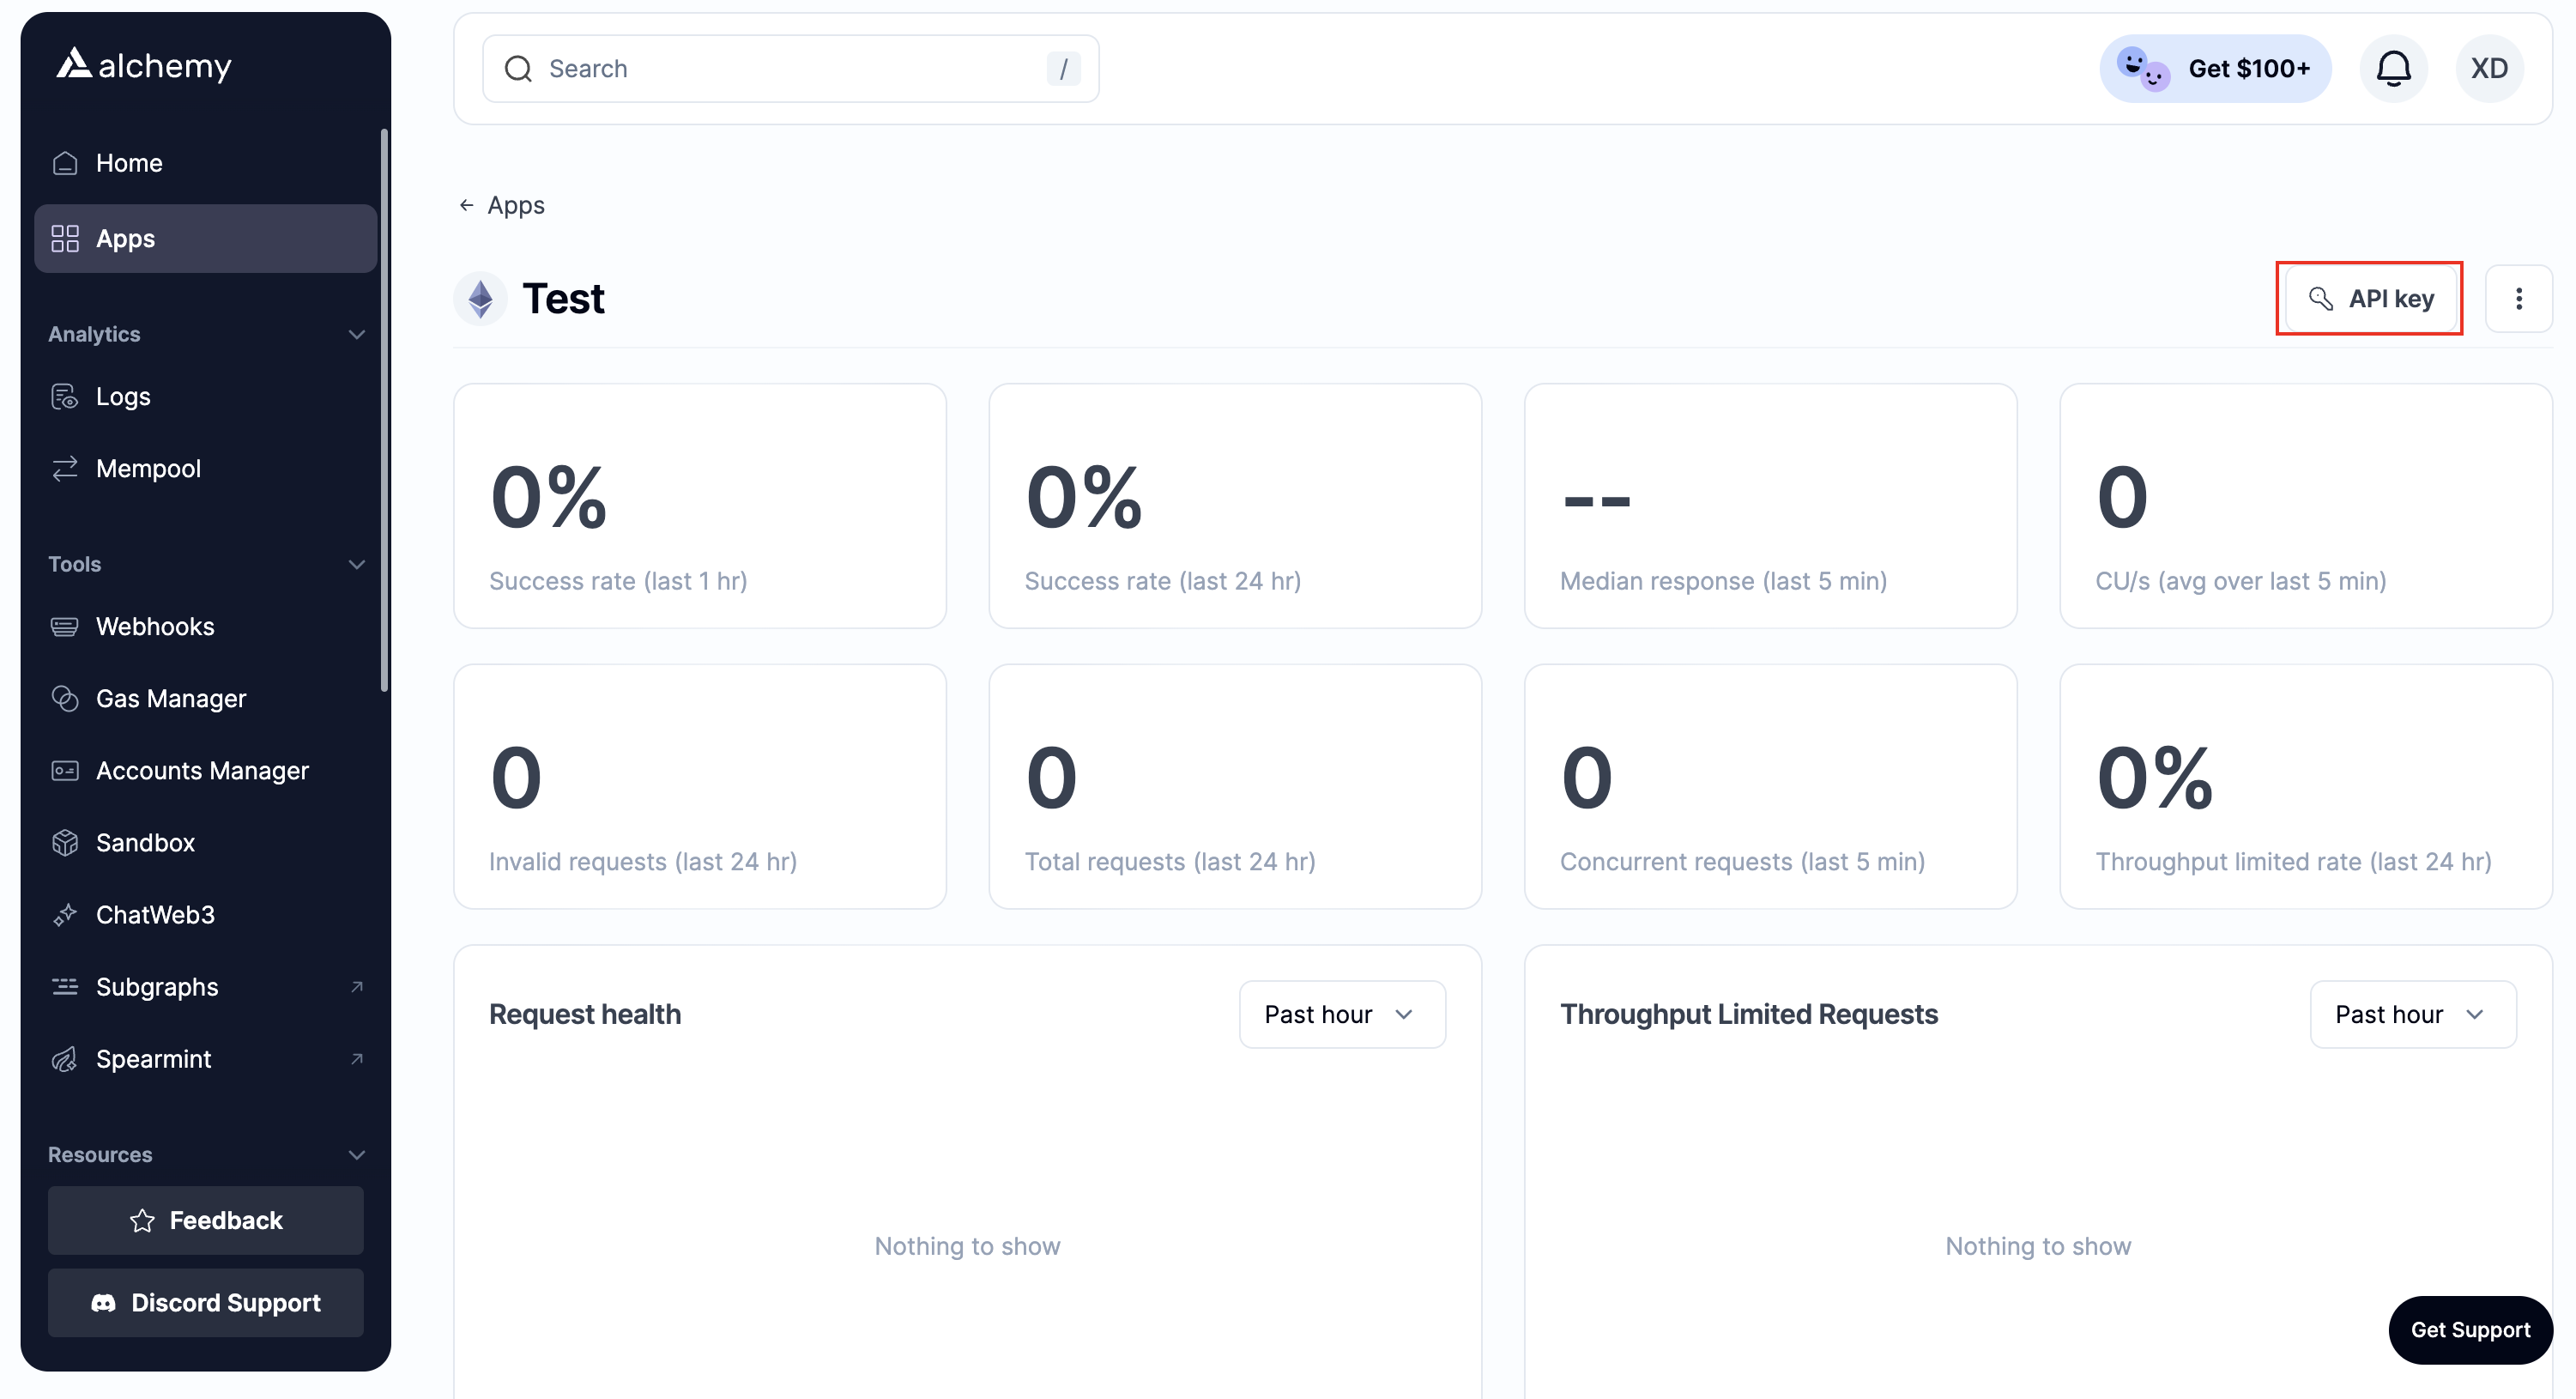 alchemy
Home
Apps
Analytics
Logs
Mempool
Tools
Webhooks
Gas Manager
Accounts Manager
Sandbox
ChatWeb3
Subgraphs
Spearmint
Resources
Feedback
Discord Support
Search /
Get $100+
XD
← Apps
Test
API key
0%
Success rate (last 1 hr)
0%
Success rate (last 24 hr)
--
Median response (last 5 min)
0
CU/s (avg over last 5 min)
0
Invalid requests (last 24 hr)
0
Total requests (last 24 hr)
0
Concurrent requests (last 5 min)
0%
Throughput limited rate (last 24 hr)
Request health
Past hour
Nothing to show
Throughput Limited Requests
Past hour
Nothing to show
Get Support